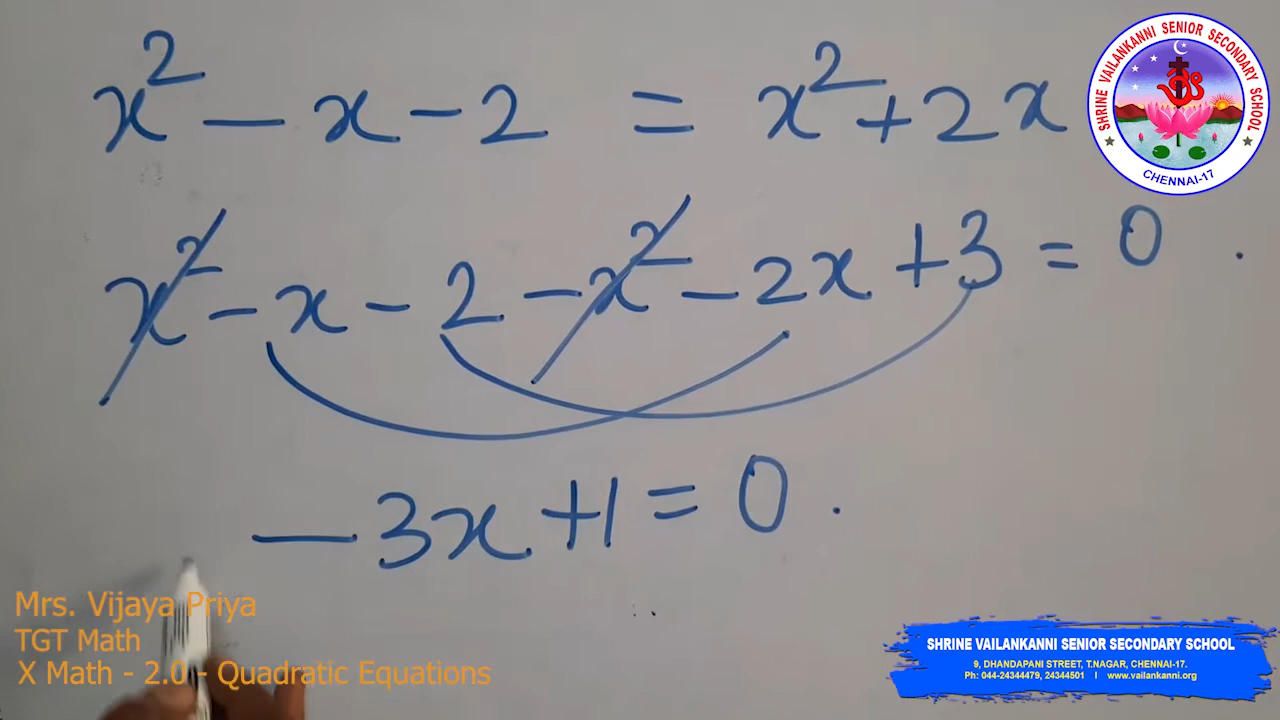 x² - x - 2 = x² + 2x
x² - x - 2 - x² - 2x + 3 = 0 .
- 3x + 1 = 0 .
SHRINE VAILANKANNI SENIOR SECONDARY SCHOOL
CHENNAI-17
Mrs. Vijaya Priya
TGT Math
X Math - 2.0 - Quadratic Equations
SHRINE VAILANKANNI SENIOR SECONDARY SCHOOL
9, DHANDAPANI STREET, T.NAGAR, CHENNAI-17.
Ph: 044-24344479, 24344501 I www.vailankanni.org